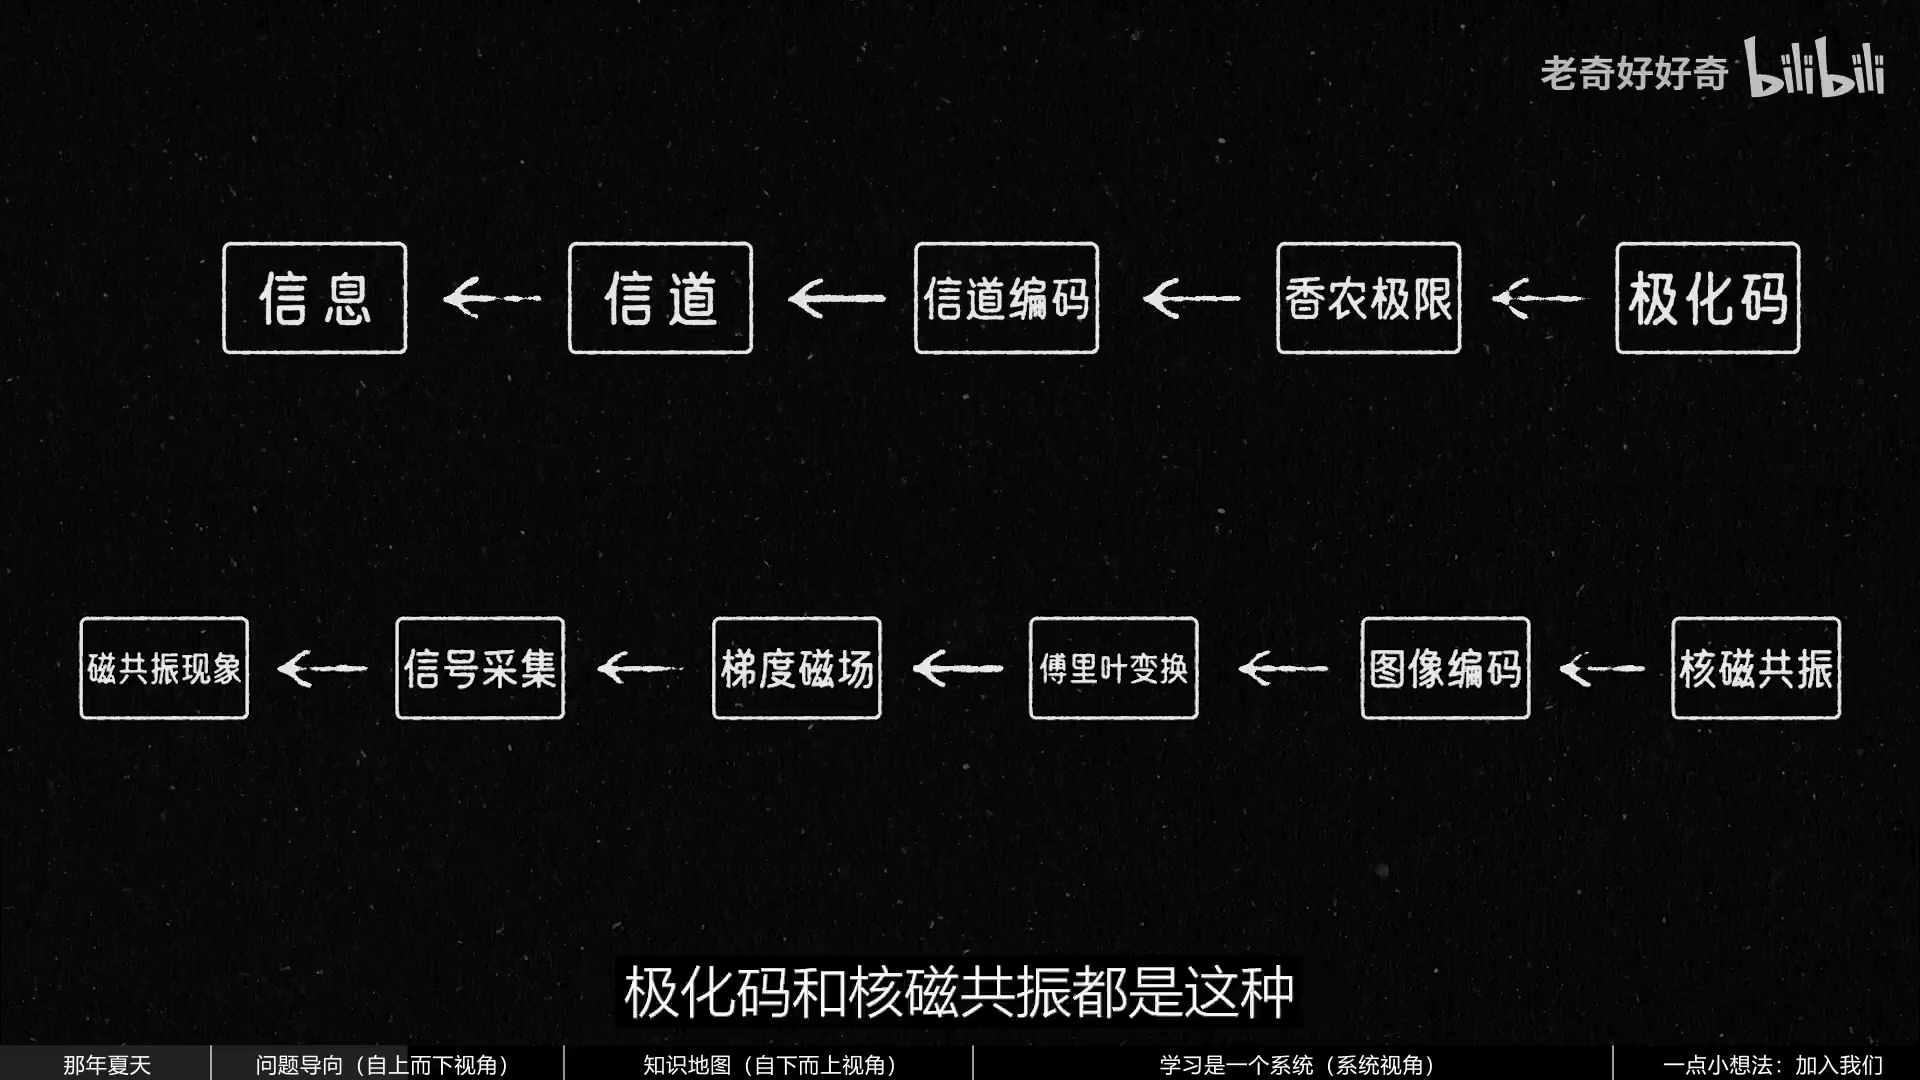 老奇好好奇 bilibili
信息 ← 信道 ← 信道编码 ← 香农极限 ← 极化码
磁共振现象 ← 信号采集 ← 梯度磁场 ← 傅里叶变换 ← 图像编码 ← 核磁共振
极化码和核磁共振都是这种
那年夏天 问题导向（自上而下视角） 知识地图（自下而上视角） 学习是一个系统（系统视角） 一点小想法：加入我们